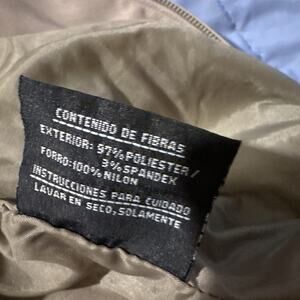 CONTENIDO DE FIBRAS
EXTERIOR: 97%POLIESTER/
3%SPANDEX
FORRO:100%NILON
INSTRUCCIONES PARA CUIDADO
LAVAR EN SECO,SOLAMENTE